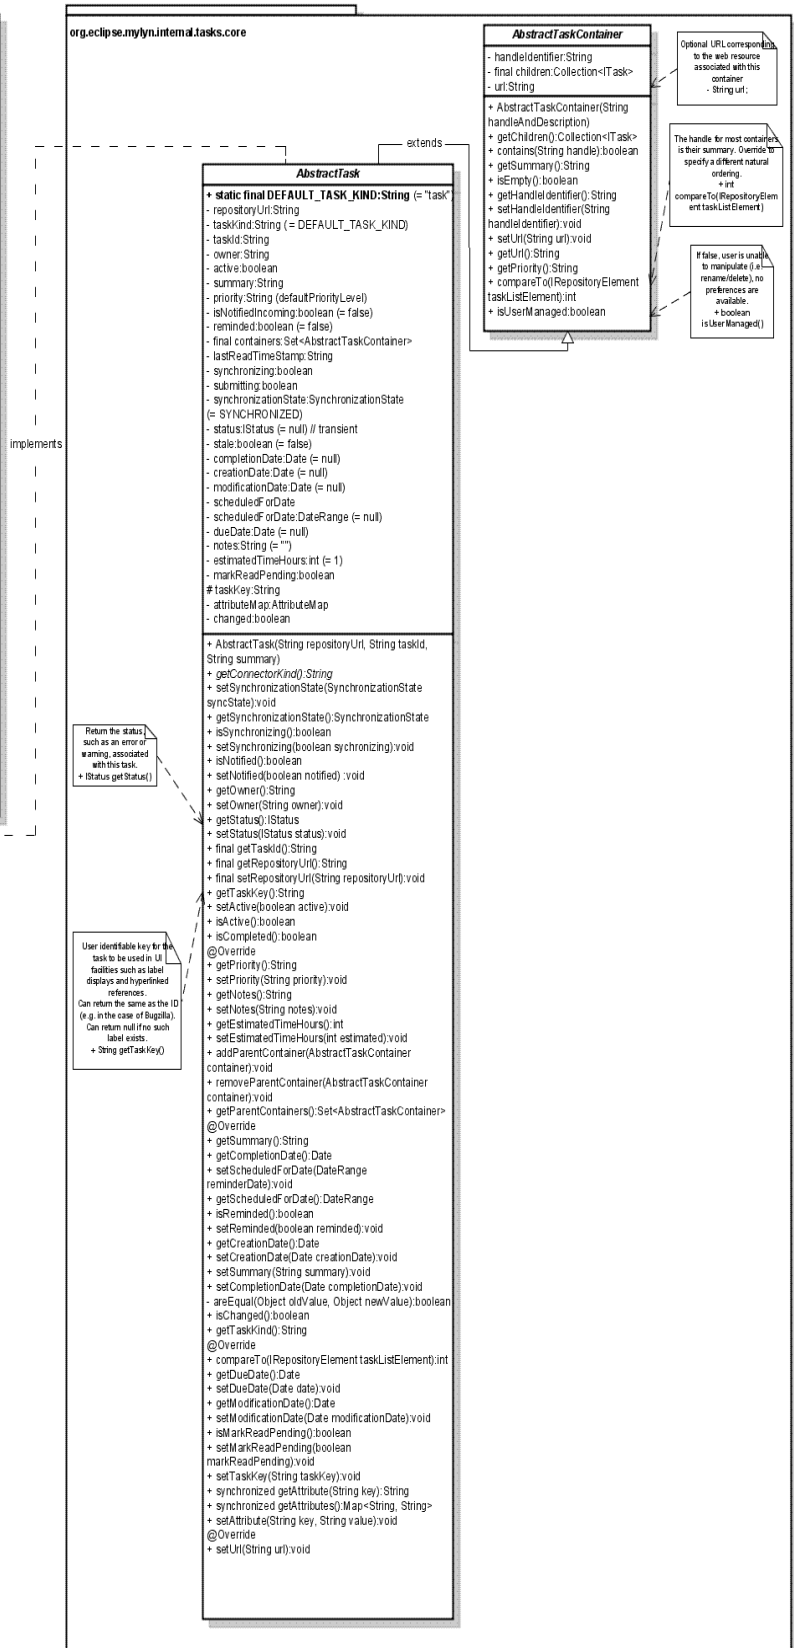 org.eclipse.mylyn.internal.tasks.core
AbstractTaskContainer
- handleIdentifier:String
- final children:Collection<ITask>
- url:String
+ AbstractTaskContainer(String
handleAndDescription)
+ getChildren():Collection<ITask>
+ contains(String handle):boolean
+ getSummary():String
+ isEmpty():boolean
+ getHandleIdentifier():String
+ setHandleIdentifier(String
handleIdentifier):void
+ setUrl(String url):void
+ getUrl():String
+ getPriority():String
+ compareTo(IRepositoryElement
taskListElement):int
+ isUserManaged:boolean
Optional URL corresponding
to the web resource
associated with this
container
- String url;
The handle for most containers
is their summary. Override to
specify a different natural
ordering.
+ int
compareTo(IRepositoryElem
ent taskListElement)
If false, user is unable
to manipulate (i.e.
rename/delete), no
preferences are
available.
+ boolean
isUserManaged()
extends
implements
AbstractTask
+ static final DEFAULT_TASK_KIND:String (= "task")
- repositoryUrl:String
- taskKind:String ( = DEFAULT_TASK_KIND)
- taskId:String
- owner:String
- active:boolean
- summary:String
- priority:String (defaultPriorityLevel)
- isNotifiedIncoming:boolean (= false)
- reminded:boolean (= false)
- final containers:Set<AbstractTaskContainer>
- lastReadTimeStamp:String
- synchronizing:boolean
- submitting:boolean
- synchronizationState:SynchronizationState
(= SYNCHRONIZED)
- status:IStatus (= null) // transient
- stale:boolean (= false)
- completionDate:Date (= null)
- creationDate:Date (= null)
- modificationDate:Date (= null)
- scheduledForDate
- scheduledForDate:DateRange (= null)
- dueDate:Date (= null)
- notes:String (= "")
- estimatedTimeHours:int (= 1)
- markReadPending:boolean
# taskKey:String
- attributeMap:AttributeMap
- changed:boolean
+ AbstractTask(String repositoryUrl, String taskId,
String summary)
+ getConnectorKind():String
+ setSynchronizationState(SynchronizationState
syncState):void
+ getSynchronizationState():SynchronizationState
+ isSynchronizing():boolean
+ setSynchronizing(boolean sychronizing):void
+ isNotified():boolean
+ setNotified(boolean notified) :void
+ getOwner():String
+ setOwner(String owner):void
+ getStatus():IStatus
+ setStatus(IStatus status):void
+ final getTaskId():String
+ final getRepositoryUrl():String
+ final setRepositoryUrl(String repositoryUrl):void
+ getTaskKey():String
+ setActive(boolean active):void
+ isActive():boolean
+ isCompleted():boolean
@Override
+ getPriority():String
+ setPriority(String priority):void
+ getNotes():String
+ setNotes(String notes):void
+ getEstimatedTimeHours():int
+ setEstimatedTimeHours(int estimated):void
+ addParentContainer(AbstractTaskContainer
container):void
+ removeParentContainer(AbstractTaskContainer
container):void
+ getParentContainers():Set<AbstractTaskContainer>
@Override
+ getSummary():String
+ getCompletionDate():Date
+ setScheduledForDate(DateRange
reminderDate):void
+ getScheduledForDate():DateRange
+ isReminded():boolean
+ setReminded(boolean reminded):void
+ getCreationDate():Date
+ setCreationDate(Date creationDate):void
+ setSummary(String summary):void
+ setCompletionDate(Date completionDate):void
- areEqual(Object oldValue, Object newValue):boolean
+ isChanged():boolean
+ getTaskKind():String
@Override
+ compareTo(IRepositoryElement taskListElement):int
+ getDueDate():Date
+ setDueDate(Date date):void
+ getModificationDate():Date
+ setModificationDate(Date modificationDate):void
+ isMarkReadPending():boolean
+ setMarkReadPending(boolean
markReadPending):void
+ setTaskKey(String taskKey):void
+ synchronized getAttribute(String key):String
+ synchronized getAttributes():Map<String, String>
+ setAttribute(String key, String value):void
@Override
+ setUrl(String url):void
Return the status,
such as an error or
warning, associated
with this task.
+ IStatus getStatus()
User identifiable key for the
task to be used in UI
facilities such as label
displays and hyperlinked
references.
Can return the same as the ID
(e.g. in the case of Bugzilla).
Can return null if no such
label exists.
+ String getTaskKey()